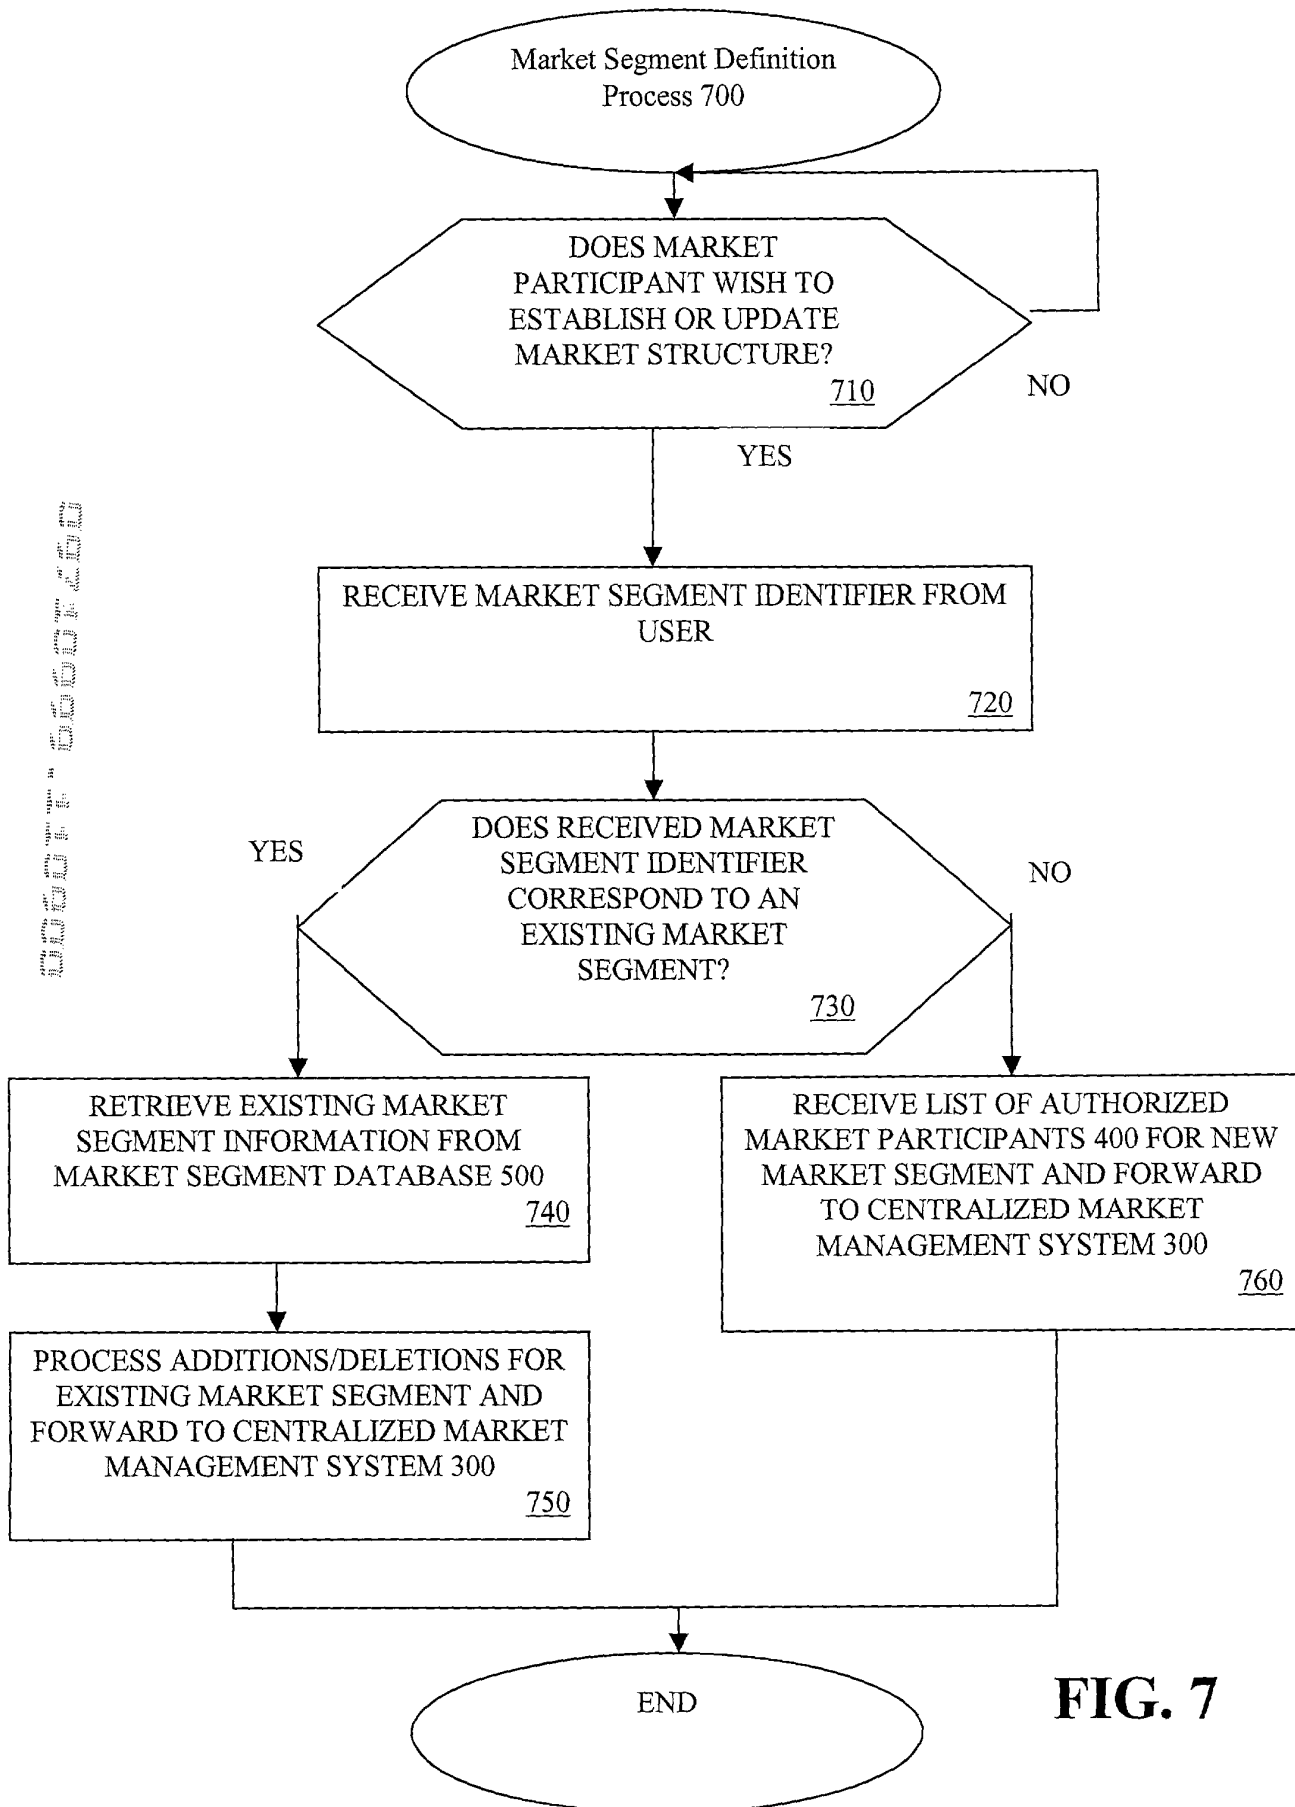 Market Segment Definition
Process 700
DOES MARKET
PARTICIPANT WISH TO
ESTABLISH OR UPDATE
MARKET STRUCTURE?
710
NO
YES
RECEIVE MARKET SEGMENT IDENTIFIER FROM
USER
720
DOES RECEIVED MARKET
SEGMENT IDENTIFIER
CORRESPOND TO AN
EXISTING MARKET
SEGMENT?
730
YES
NO
RETRIEVE EXISTING MARKET
SEGMENT INFORMATION FROM
MARKET SEGMENT DATABASE 500
740
RECEIVE LIST OF AUTHORIZED
MARKET PARTICIPANTS 400 FOR NEW
MARKET SEGMENT AND FORWARD
TO CENTRALIZED MARKET
MANAGEMENT SYSTEM 300
760
PROCESS ADDITIONS/DELETIONS FOR
EXISTING MARKET SEGMENT AND
FORWARD TO CENTRALIZED MARKET
MANAGEMENT SYSTEM 300
750
END
FIG. 7